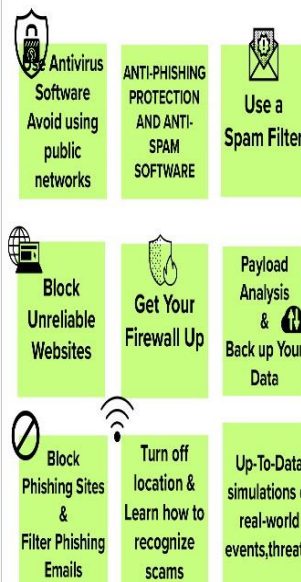 Use Antivirus
Software
Avoid using
public
networks
ANTI-PHISHING
PROTECTION
AND ANTI-
SPAM
SOFTWARE
Use a
Spam Filter
Block
Unreliable
Websites
Get Your
Firewall Up
Payload
Analysis
&
Back up Your
Data
Block
Phishing Sites
&
Filter Phishing
Emails
Turn off
location &
Learn how to
recognize
scams
Up-To-Data
simulations
real-world
events,threat